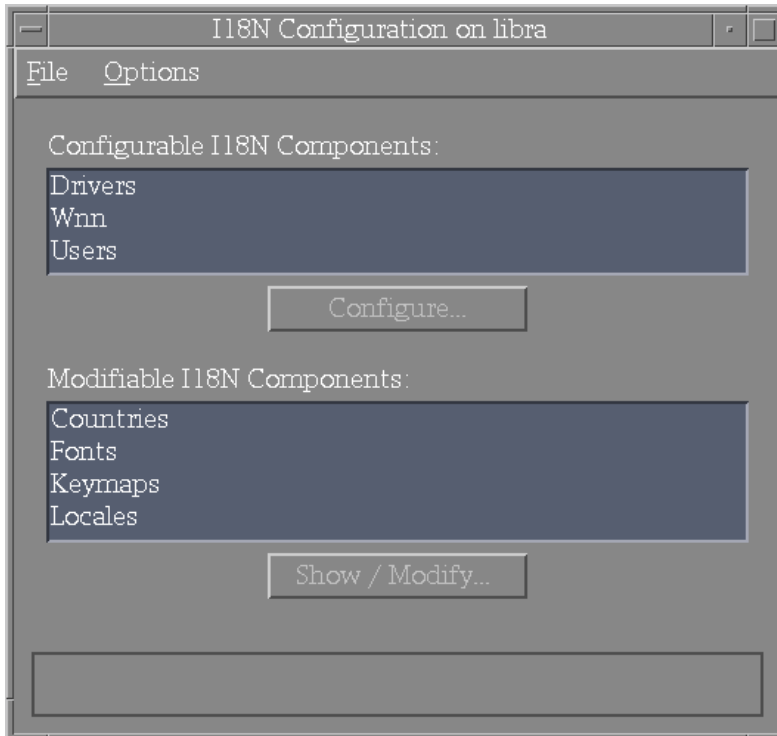 I18N Configuration on libra
File Options
Configurable I18N Components:
Drivers
Wnn
Users
Configure...
Modifiable I18N Components:
Countries
Fonts
Keymaps
Locales
Show / Modify...